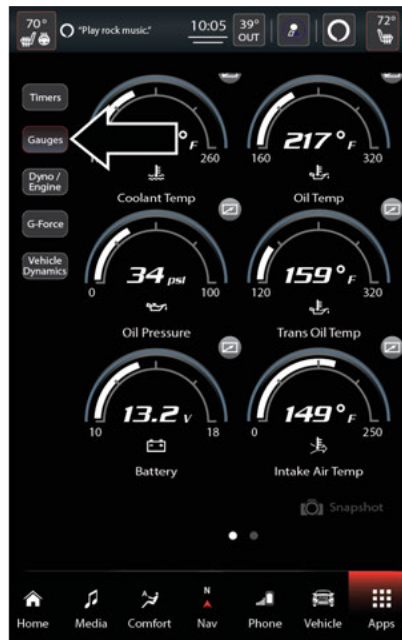 70° "Play rock music." 10:05 39° OUT 72°
Timers
Gauges
Dyno / Engine
G-Force
Vehicle Dynamics
°F 260
Coolant Temp
217°F
160 320
Oil Temp
34 psi
0 100
Oil Pressure
159°F
120 320
Trans Oil Temp
13.2 V
10 18
Battery
149°F
0 250
Intake Air Temp
Snapshot
N
Home Media Comfort Nav Phone Vehicle Apps